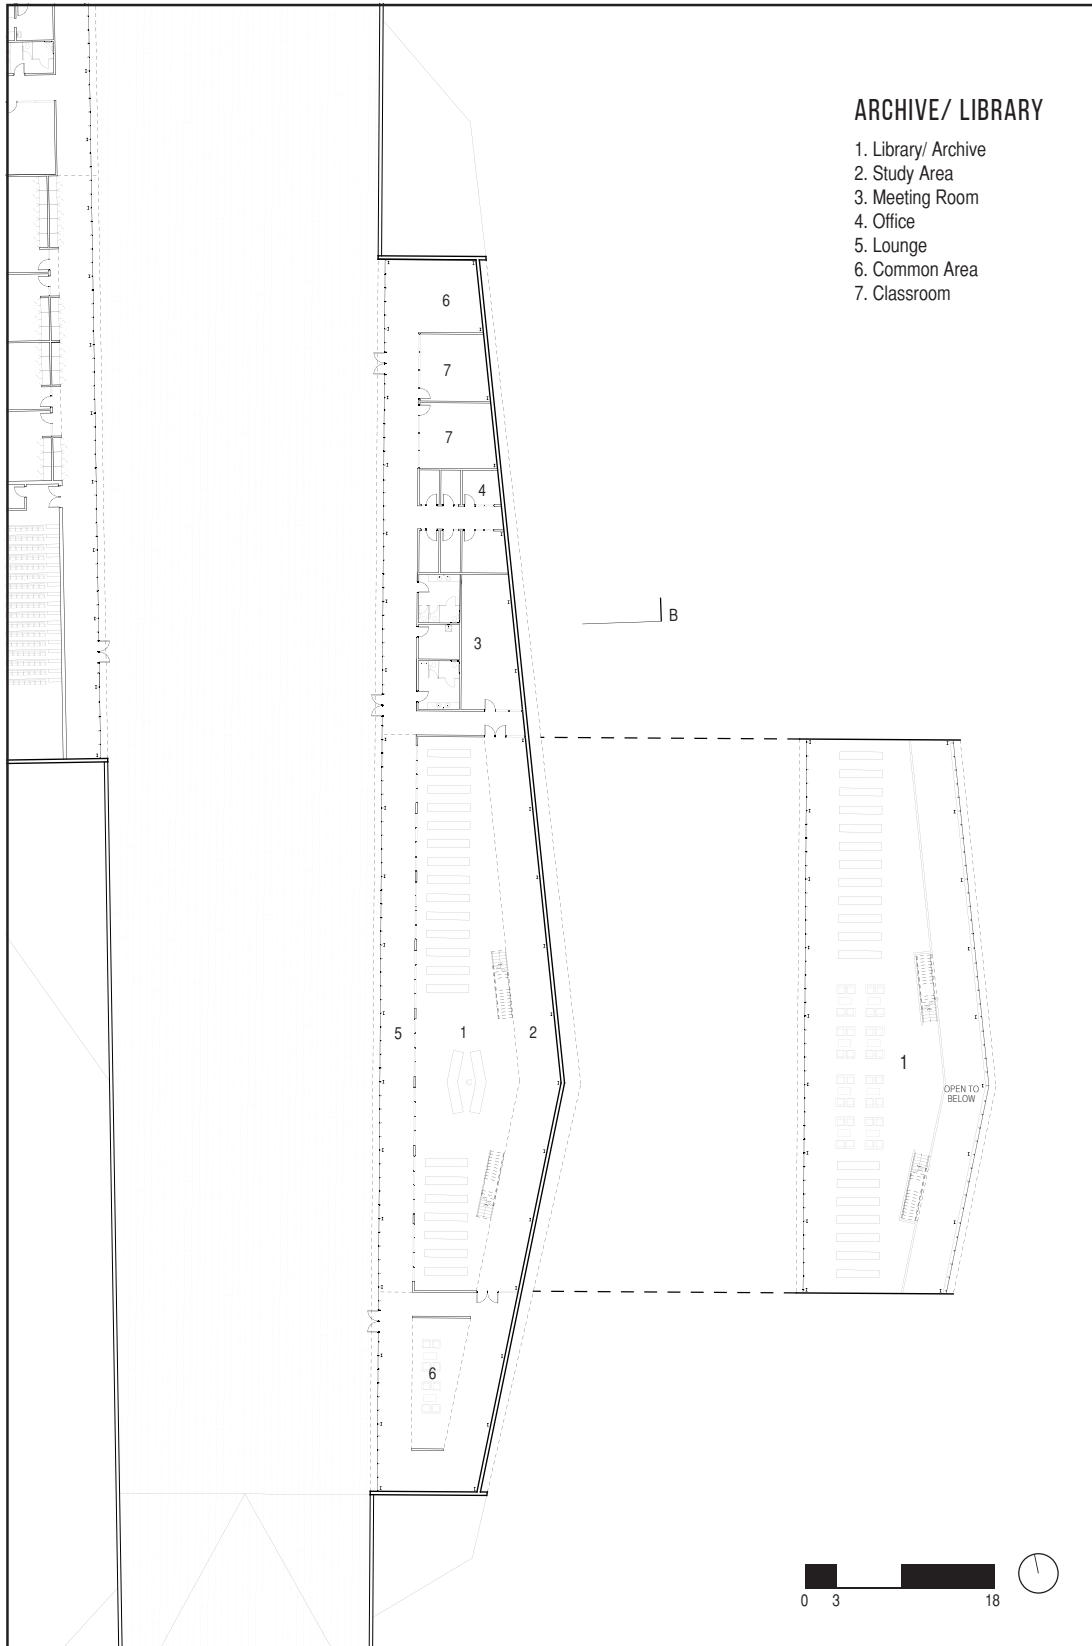 ARCHIVE/ LIBRARY
1. Library/ Archive
2. Study Area
3. Meeting Room
4. Office
5. Lounge
6. Common Area
7. Classroom
6
7
7
4
B
3
5
1
2
1
OPEN TO
BELOW
6
0 3 18